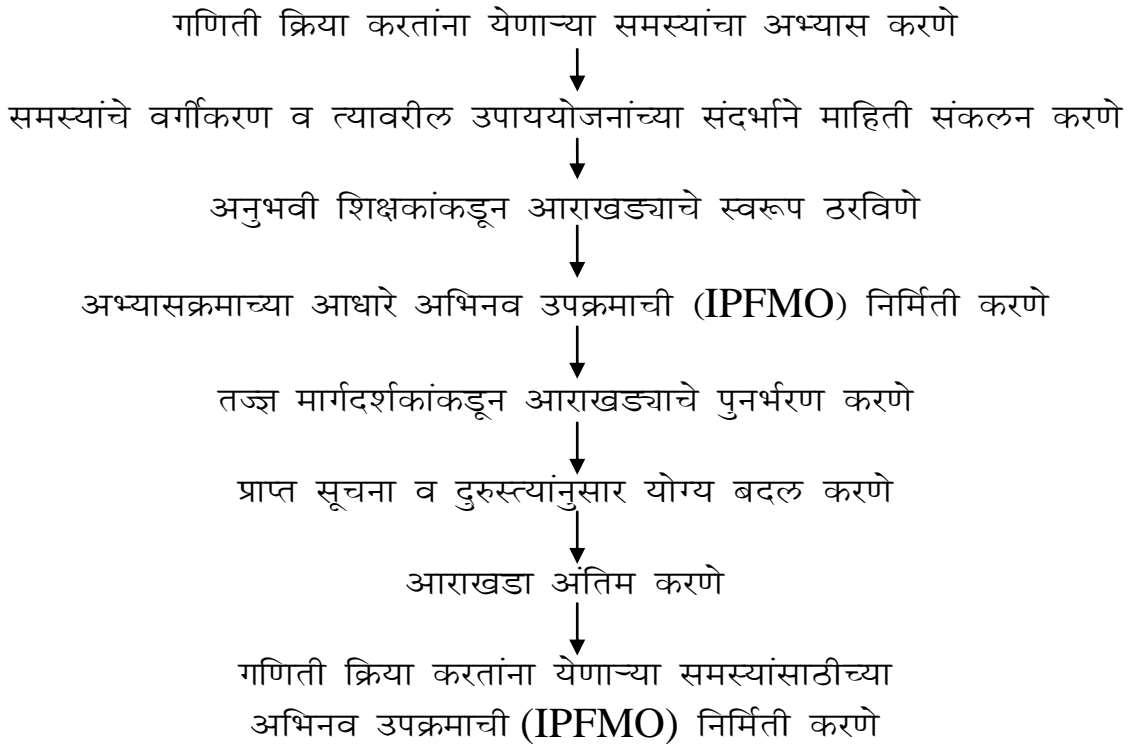 गणिती क्रिया करतांना येणाऱ्या समस्यांचा अभ्यास करणे
समस्यांचे वर्गीकरण व त्यावरील उपाययोजनांच्या संदर्भाने माहिती संकलन करणे
अनुभवी शिक्षकांकडून आराखड्याचे स्वरूप ठरविणे
अभ्यासक्रमाच्या आधारे अभिनव उपक्रमाची (IPFMO) निर्मिती करणे
तज्ज्ञ मार्गदर्शकांकडून आराखड्याचे पुनर्भरण करणे
प्राप्त सूचना व दुरुस्त्यांनुसार योग्य बदल करणे
आराखडा अंतिम करणे
गणिती क्रिया करतांना येणाऱ्या समस्यांसाठीच्या
अभिनव उपक्रमाची (IPFMO) निर्मिती करणे